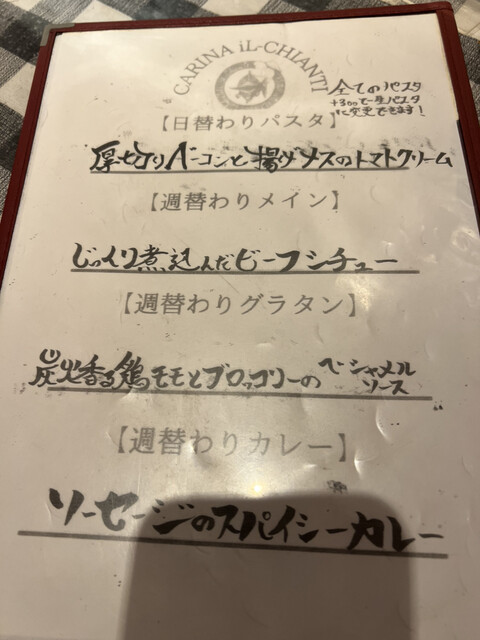 CARINA iL-CHIANTI
全てのパスタ
+300で生パスタ
に変更できます!
【日替わりパスタ】
厚切りベーコンと揚げナスのトマトクリーム
【週替わりメイン】
じっくり煮込んだビーフシチュー
【週替わりグラタン】
炭火香る鶏モモとブロッコリーのベシャメル
ソース
【週替わりカレー】
ソーセージのスパイシーカレー